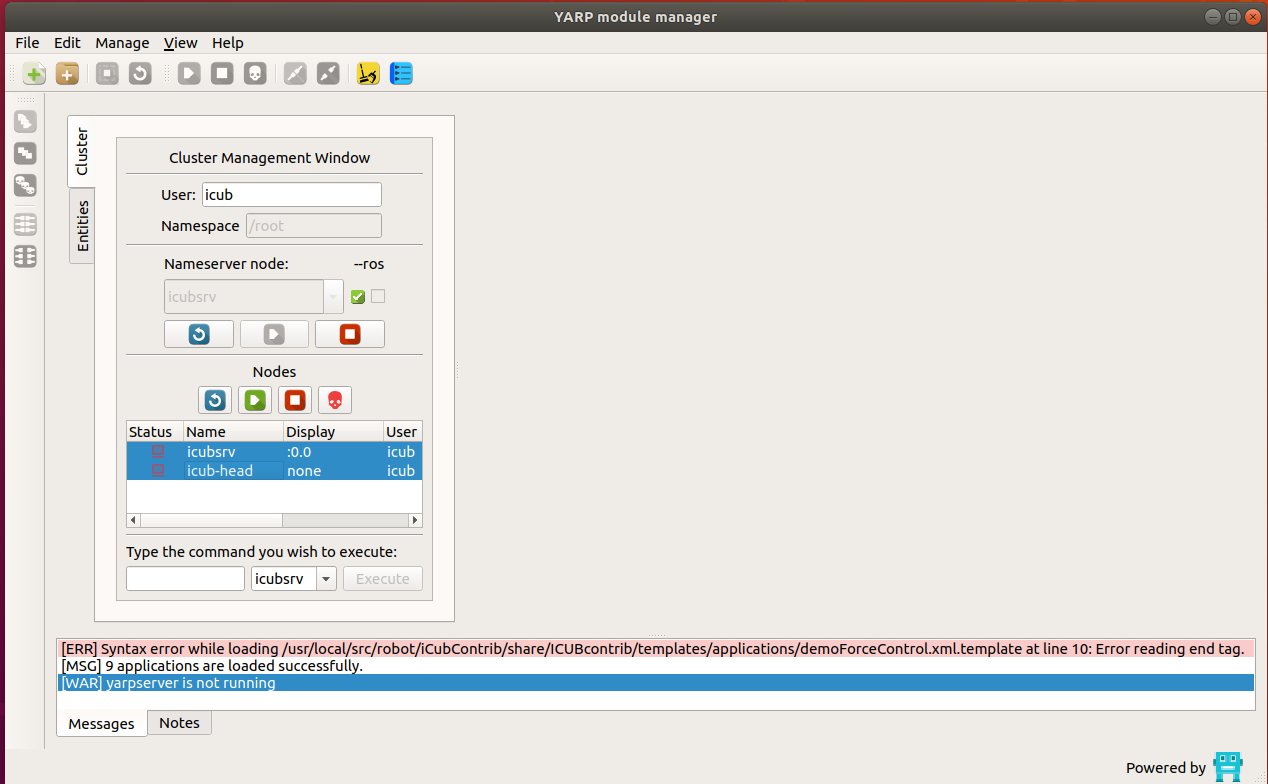 YARP module manager
File Edit Manage View Help
Cluster
Entities
Cluster Management Window
User: icub
Namespace /root
Nameserver node: --ros
icubsrv
Nodes
Status Name Display User
icubsrv :0.0 icub
icub-head none icub
Type the command you wish to execute:
icubsrv Execute
[ERR] Syntax error while loading /usr/local/src/robot/iCubContrib/share/ICUBcontrib/templates/applications/demoForceControl.xml.template at line 10: Error reading end tag.
[MSG] 9 applications are loaded successfully.
[WAR] yarpserver is not running
Messages Notes
Powered by